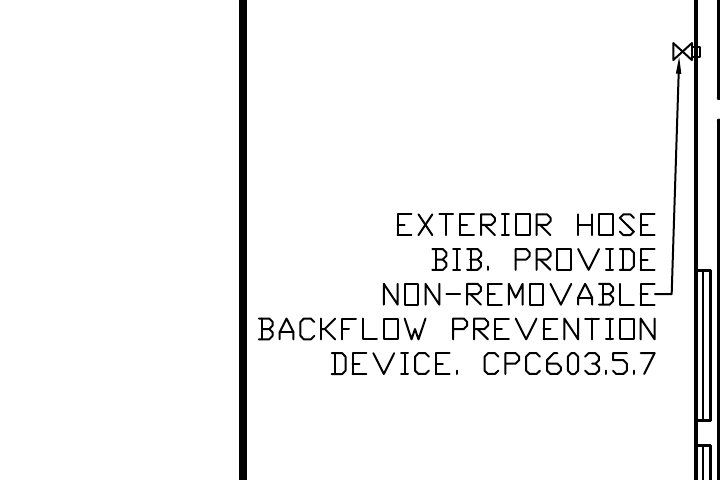 EXTERIOR HOSE
BIB. PROVIDE
NON-REMOVABLE
BACKFLOW PREVENTION
DEVICE. CPC603.5.7